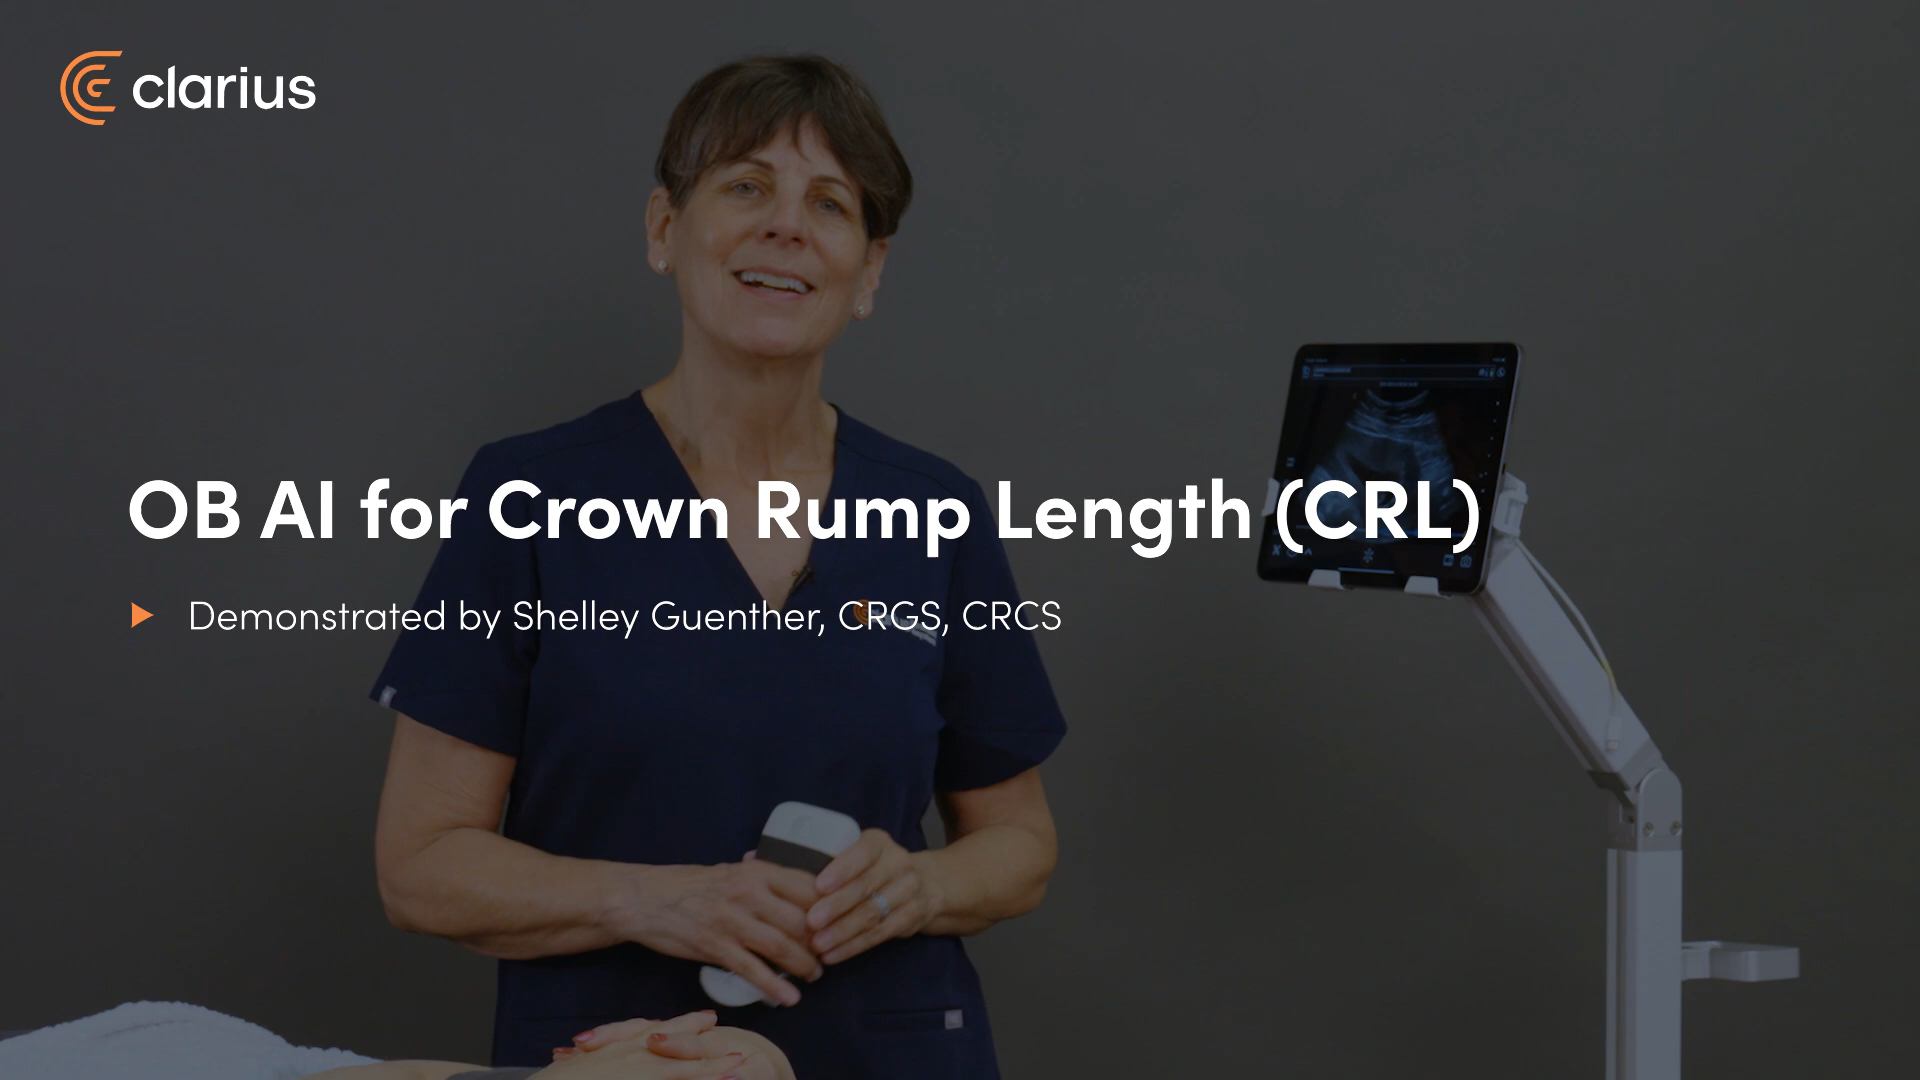 clarius
OB AI for Crown Rump Length (CRL)
Demonstrated by Shelley Guenther, CRGS, CRCS